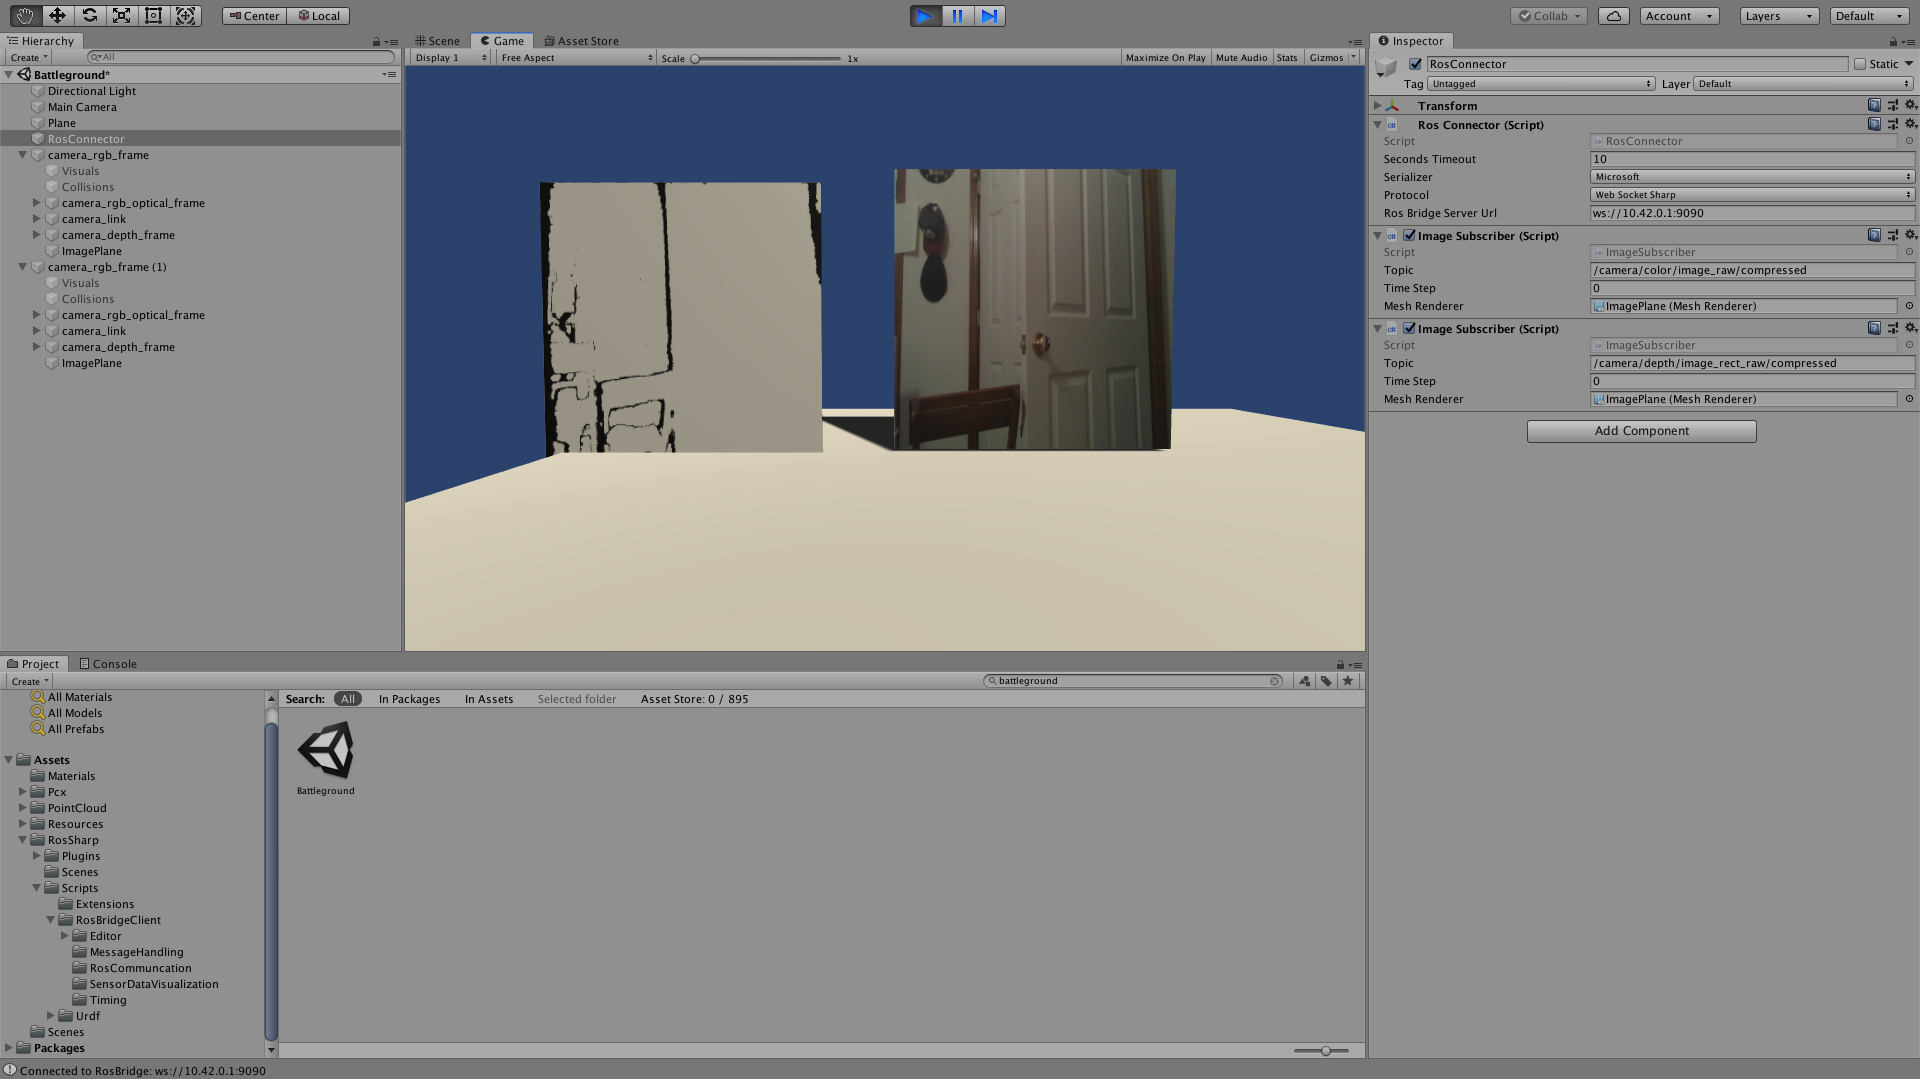 Center Local
Collab Account Layers Default
Hierarchy
Create All
Battleground*
Directional Light
Main Camera
Plane
RosConnector
camera_rgb_frame
Visuals
Collisions
camera_rgb_optical_frame
camera_link
camera_depth_frame
ImagePlane
camera_rgb_frame (1)
Visuals
Collisions
camera_rgb_optical_frame
camera_link
camera_depth_frame
ImagePlane
Scene Game Asset Store
Display 1 Free Aspect Scale 1x Maximize On Play Mute Audio Stats Gizmos
Inspector
RosConnector Static
Tag Untagged Layer Default
Transform
Ros Connector (Script)
Script RosConnector
Seconds Timeout 10
Serializer Microsoft
Protocol Web Socket Sharp
Ros Bridge Server Url ws://10.42.0.1:9090
Image Subscriber (Script)
Script ImageSubscriber
Topic /camera/color/image_raw/compressed
Time Step 0
Mesh Renderer ImagePlane (Mesh Renderer)
Image Subscriber (Script)
Script ImageSubscriber
Topic /camera/depth/image_rect_raw/compressed
Time Step 0
Mesh Renderer ImagePlane (Mesh Renderer)
Add Component
Project Console
Create battleground
All Materials
All Models
All Prefabs
Assets
Materials
Pcx
PointCloud
Resources
RosSharp
Plugins
Scenes
Scripts
Extensions
RosBridgeClient
Editor
MessageHandling
RosCommuncation
SensorDataVisualization
Timing
Urdf
Scenes
Packages
Search: All In Packages In Assets Selected folder Asset Store: 0 / 895
Battleground
Connected to RosBridge: ws://10.42.0.1:9090